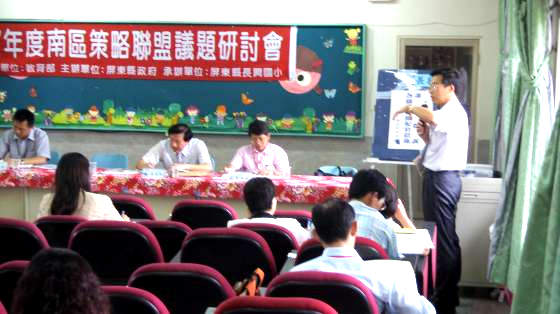 7年度南區策略聯盟議題研討會
單位：教育部 主辦單位：屏東縣政府 承辦單位：屏東縣長興國小